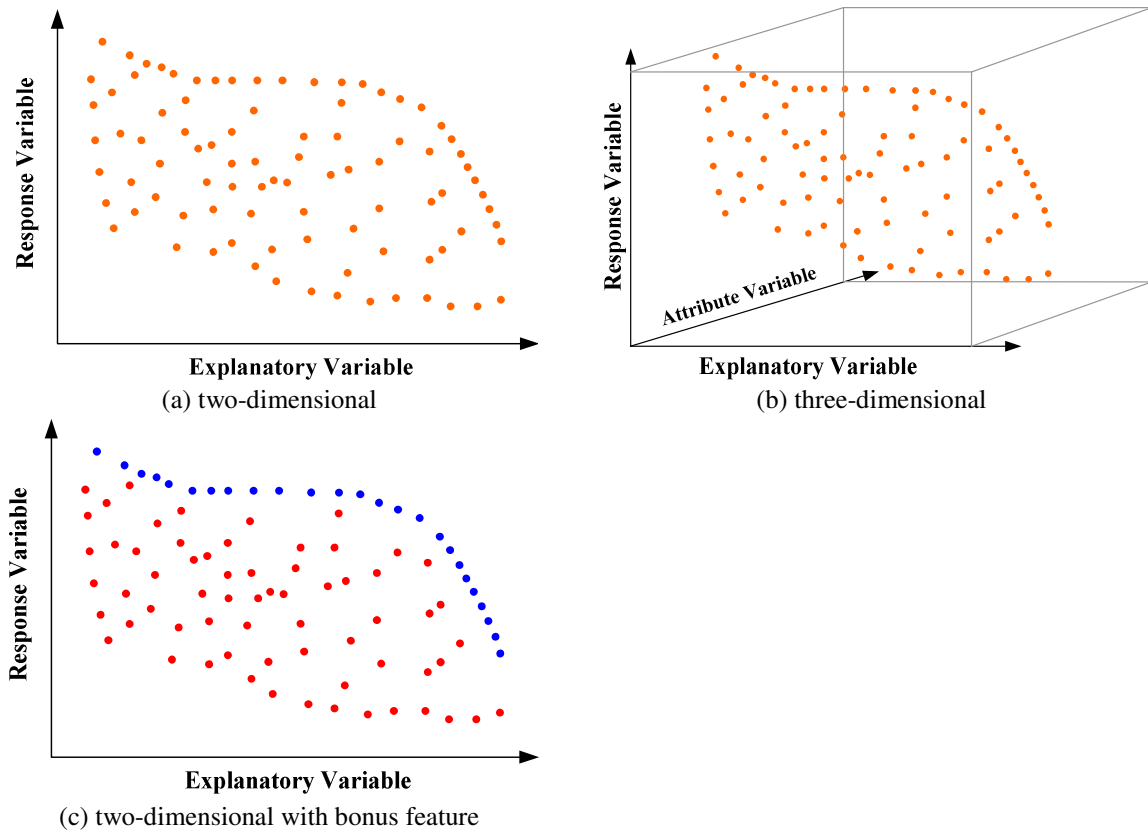 Response Variable
Explanatory Variable
(a) two-dimensional
Response Variable
Attribute Variable
Explanatory Variable
(b) three-dimensional
Response Variable
Explanatory Variable
(c) two-dimensional with bonus feature